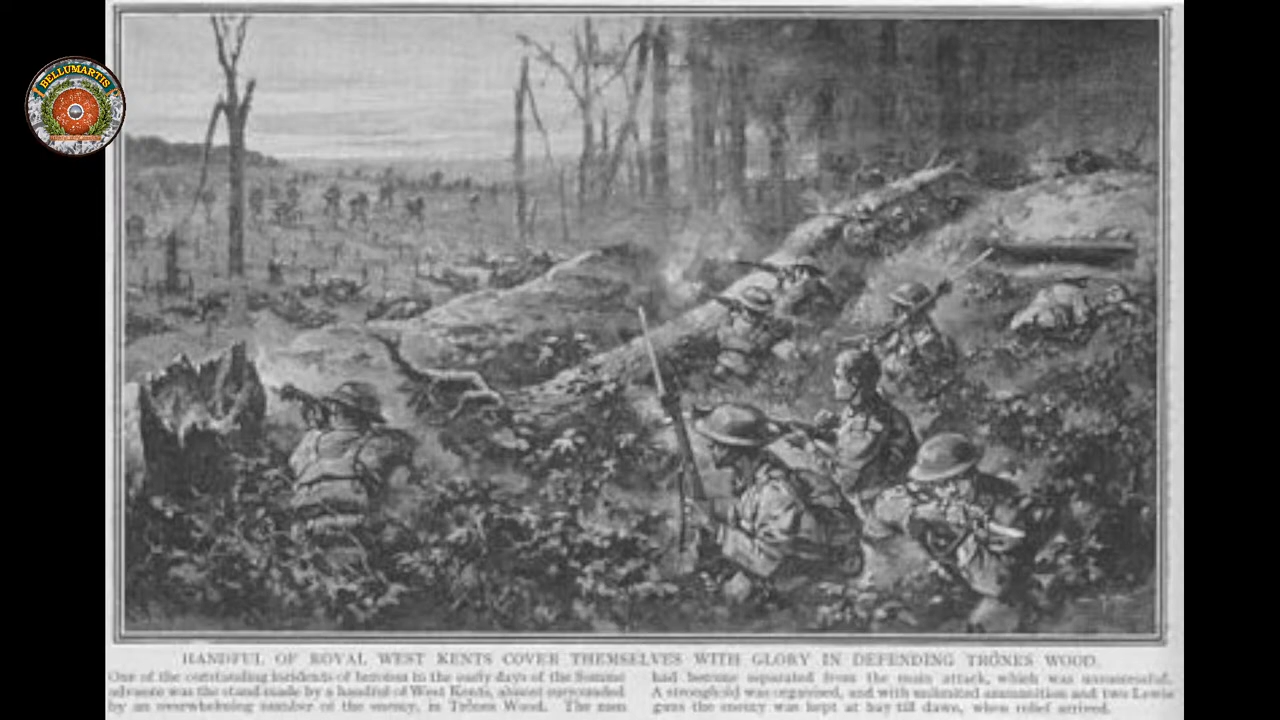 BELLUMARTIS
HANDFUL OF ROYAL WEST KENTS COVER THEMSELVES WITH GLORY IN DEFENDING TRÔNES WOOD.
One of the outstanding incidents of heroism in the early days of the Somme
advance was the stand made by a handful of West Kents, almost surrounded
by an overwhelming number of the enemy, in Trônes Wood. The men
had become separated from the main attack, which was unsuccessful.
A stronghold was organised, and with unlimited ammunition and two Lewis
guns the enemy was kept at bay till dawn, when relief arrived.